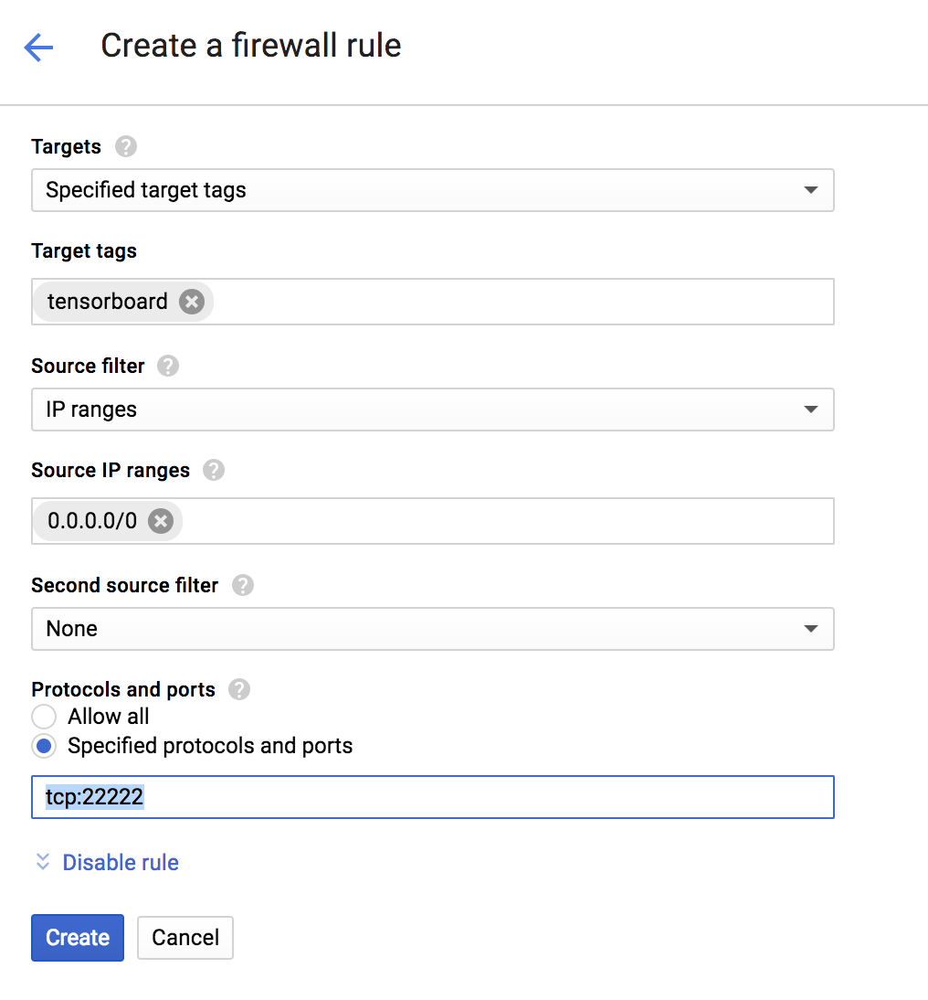 Create a firewall rule
Targets ?
Specified target tags
Target tags
tensorboard
Source filter ?
IP ranges
Source IP ranges ?
0.0.0.0/0
Second source filter ?
None
Protocols and ports ?
Allow all
Specified protocols and ports
tcp:22222
Disable rule
Create Cancel